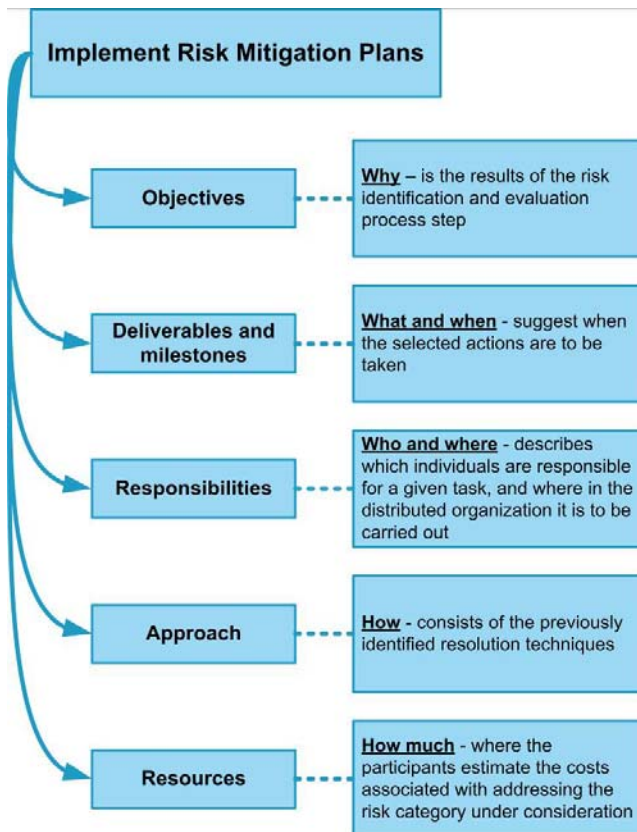 Implement Risk Mitigation Plans
Objectives
Why – is the results of the risk
identification and evaluation
process step
Deliverables and
milestones
What and when - suggest when
the selected actions are to be
taken
Responsibilities
Who and where - describes
which individuals are responsible
for a given task, and where in the
distributed organization it is to be
carried out
Approach
How - consists of the previously
identified resolution techniques
Resources
How much - where the
participants estimate the costs
associated with addressing the
risk category under consideration